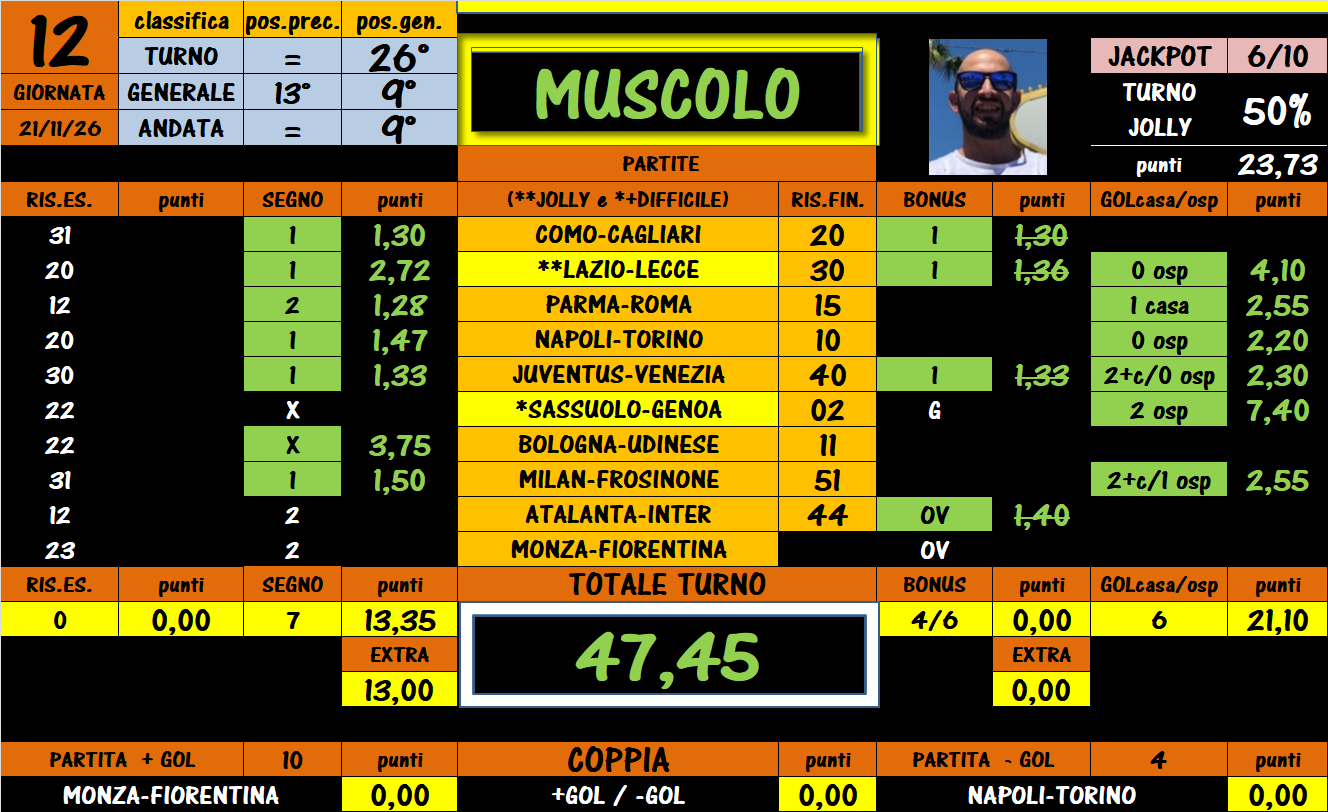 12 classifica pos.prec. pos.gen.
TURNO = 26° JACKPOT 6/10
GIORNATA GENERALE 13° 9° MUSCOLO TURNO JOLLY 50%
21/11/26 ANDATA = 9°
PARTITE punti 23,73
RIS.ES. punti SEGNO punti (**JOLLY e *+DIFFICILE) RIS.FIN. BONUS punti GOLcasa/osp punti
31 1 1,30 COMO-CAGLIARI 20 1 1,30
20 1 2,72 **LAZIO-LECCE 30 1 1,36 0 osp 4,10
12 2 1,28 PARMA-ROMA 15 1 casa 2,55
20 1 1,47 NAPOLI-TORINO 10 0 osp 2,20
30 1 1,33 JUVENTUS-VENEZIA 40 1 1,33 2+c/0 osp 2,30
22 X *SASSUOLO-GENOA 02 G 2 osp 7,40
22 X 3,75 BOLOGNA-UDINESE 11
31 1 1,50 MILAN-FROSINONE 51 2+c/1 osp 2,55
12 2 ATALANTA-INTER 44 OV 1,40
23 2 MONZA-FIORENTINA OV
RIS.ES. punti SEGNO punti TOTALE TURNO BONUS punti GOLcasa/osp punti
0 0,00 7 13,35 47,45 4/6 0,00 6 21,10
EXTRA EXTRA
13,00 0,00
PARTITA + GOL 10 punti COPPIA punti PARTITA - GOL 4 punti
MONZA-FIORENTINA 0,00 +GOL / -GOL 0,00 NAPOLI-TORINO 0,00